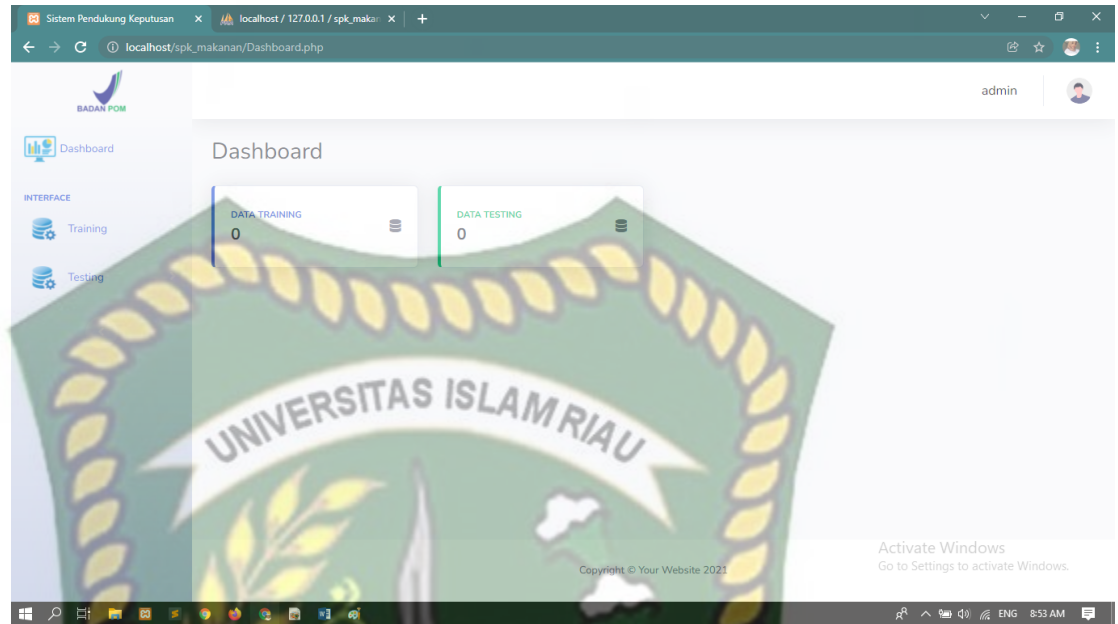 Sistem Pendukung Keputusan
localhost / 127.0.0.1 / spk_makan
localhost/spk_makanan/Dashboard.php
BADAN POM
admin
Dashboard
Dashboard
INTERFACE
DATA TRAINING
0
DATA TESTING
0
Training
Testing
UNIVERSITAS ISLAM RIAU
Activate Windows
Go to Settings to activate Windows.
Copyright © Your Website 2021
ENG
8:53 AM